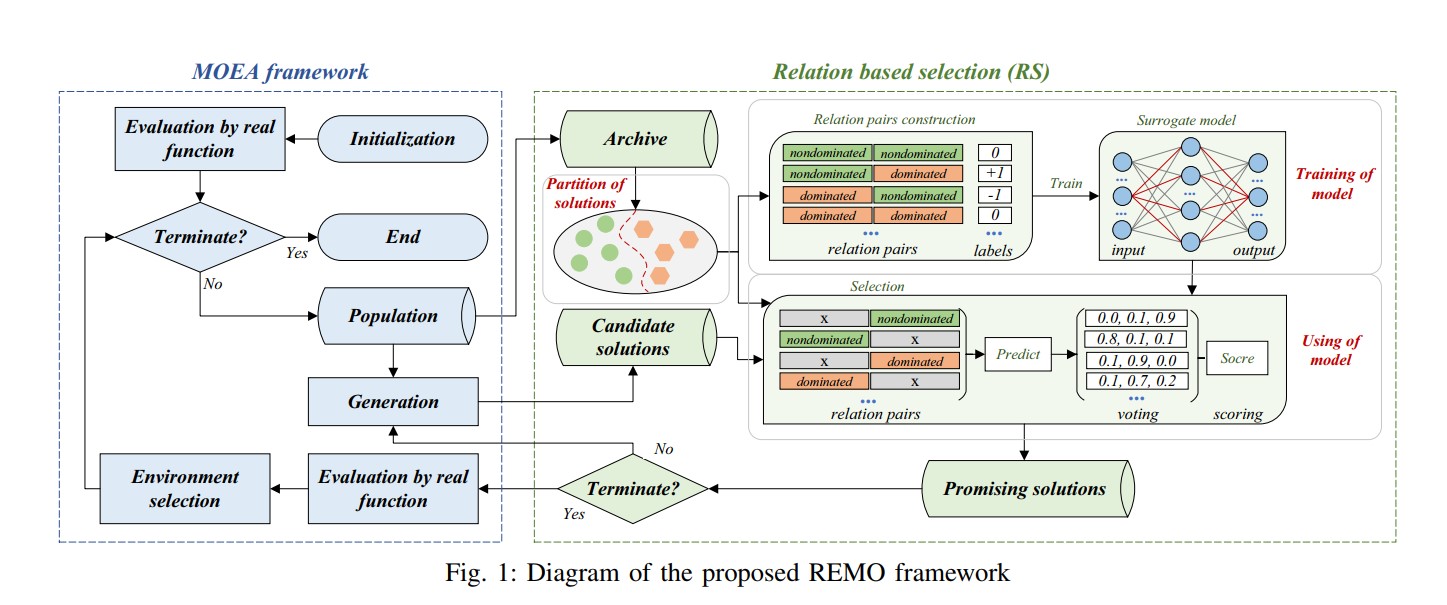 MOEA framework
Relation based selection (RS)
Evaluation by real
function
Initialization
Terminate?
Yes
End
No
Population
Generation
Environment
selection
Evaluation by real
function
Archive
Partition of
solutions
Candidate
solutions
No
Terminate?
Yes
Relation pairs construction
nondominated nondominated 0
nondominated dominated +1
dominated nondominated -1
dominated dominated 0
... ...
relation pairs labels
Train
Surrogate model
... ... ...
... ...
input output
Training of
model
Selection
x nondominated
nondominated x
x dominated
dominated x
...
relation pairs
Predict
0.0, 0.1, 0.9
0.8, 0.1, 0.1
0.1, 0.9, 0.0
0.1, 0.7, 0.2
...
voting
Socre
scoring
Using of
model
Promising solutions
Fig. 1: Diagram of the proposed REMO framework